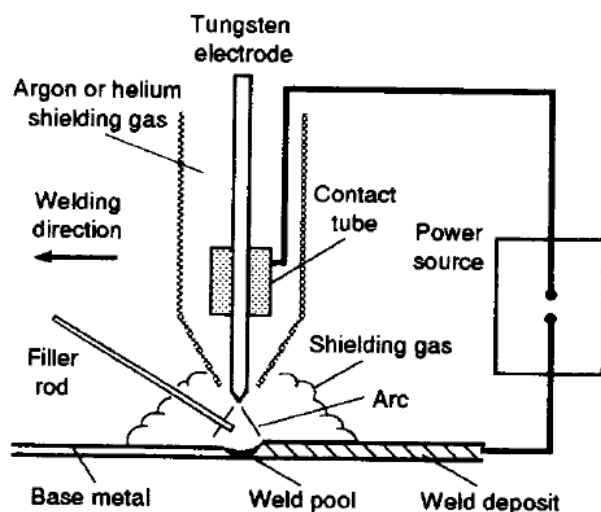 Tungsten
electrode
Argon or helium
shielding gas
Welding
direction
Contact
tube
Power
source
Filler
rod
Shielding gas
Arc
Base metal
Weld pool
Weld deposit